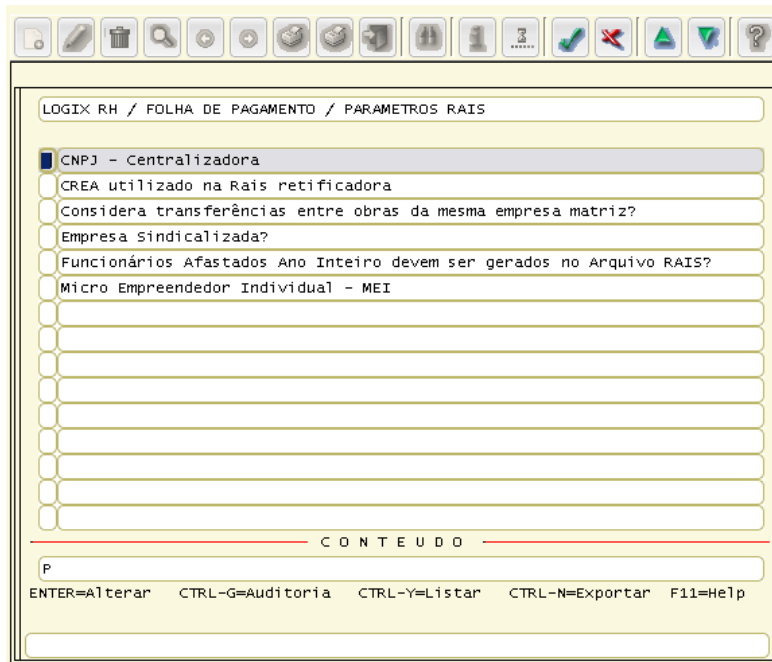 LOGIX RH / FOLHA DE PAGAMENTO / PARAMETROS RAIS
CNPJ - Centralizadora
CREA utilizado na Rais retificadora
Considera transferências entre obras da mesma empresa matriz?
Empresa Sindicalizada?
Funcionários Afastados Ano Inteiro devem ser gerados no Arquivo RAIS?
Micro Empreendedor Individual - MEI
C O N T E U D O
P
ENTER=Alterar CTRL-G=Auditoria CTRL-Y=Listar CTRL-N=Exportar F11=Help